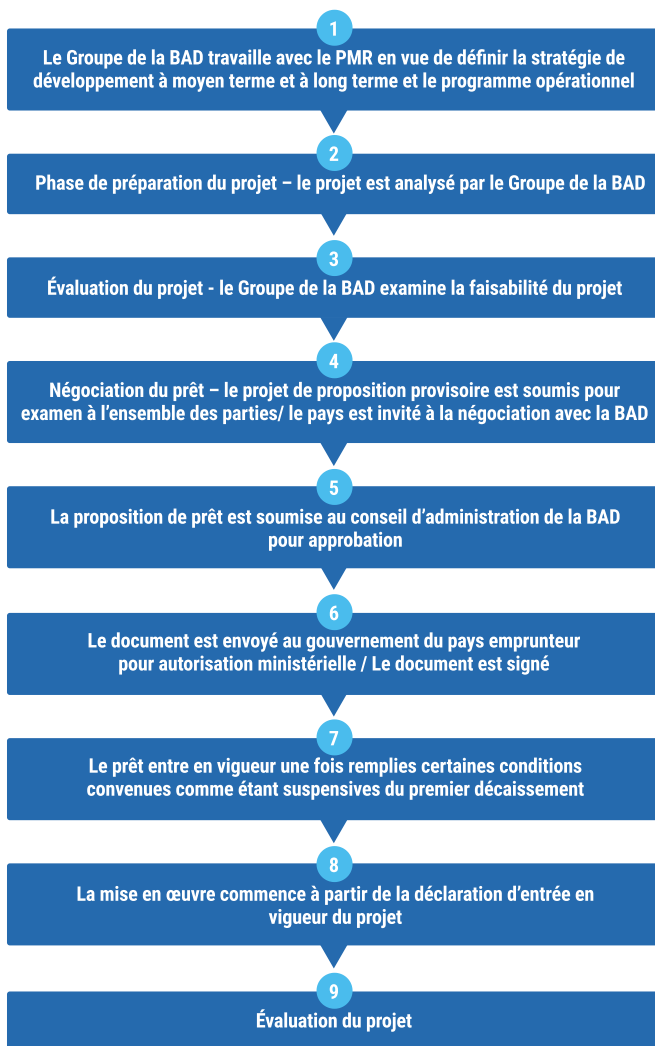 1
Le Groupe de la BAD travaille avec le PMR en vue de définir la stratégie de
développement à moyen terme et à long terme et le programme opérationnel
2
Phase de préparation du projet – le projet est analysé par le Groupe de la BAD
3
Évaluation du projet - le Groupe de la BAD examine la faisabilité du projet
4
Négociation du prêt – le projet de proposition provisoire est soumis pour
examen à l’ensemble des parties/ le pays est invité à la négociation avec la BAD
5
La proposition de prêt est soumise au conseil d’administration de la BAD
pour approbation
6
Le document est envoyé au gouvernement du pays emprunteur
pour autorisation ministérielle / Le document est signé
7
Le prêt entre en vigueur une fois remplies certaines conditions
convenues comme étant suspensives du premier décaissement
8
La mise en œuvre commence à partir de la déclaration d’entrée en
vigueur du projet
9
Évaluation du projet